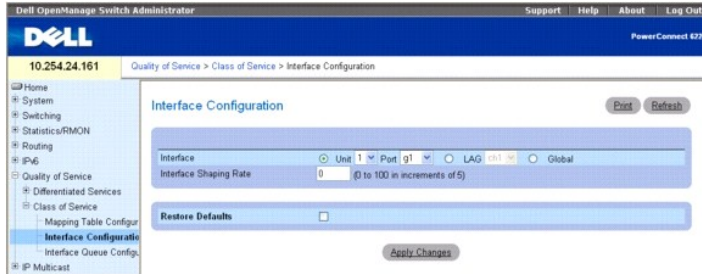 Dell OpenManage Switch Administrator Support Help About Log Out
DELL
PowerConnect 622
10.254.24.161 Quality of Service > Class of Service > Interface Configuration
Home
System
Switching
Statistics/RMON
Routing
IPv6
Quality of Service
Differentiated Services
Class of Service
Mapping Table Configur
Interface Configuratio
Interface Queue Configu
IP Multicast
Interface Configuration
Print Refresh
Interface Unit 1 Port g1 LAG ch1 Global
Interface Shaping Rate 0 (0 to 100 in increments of 5)
Restore Defaults
Apply Changes